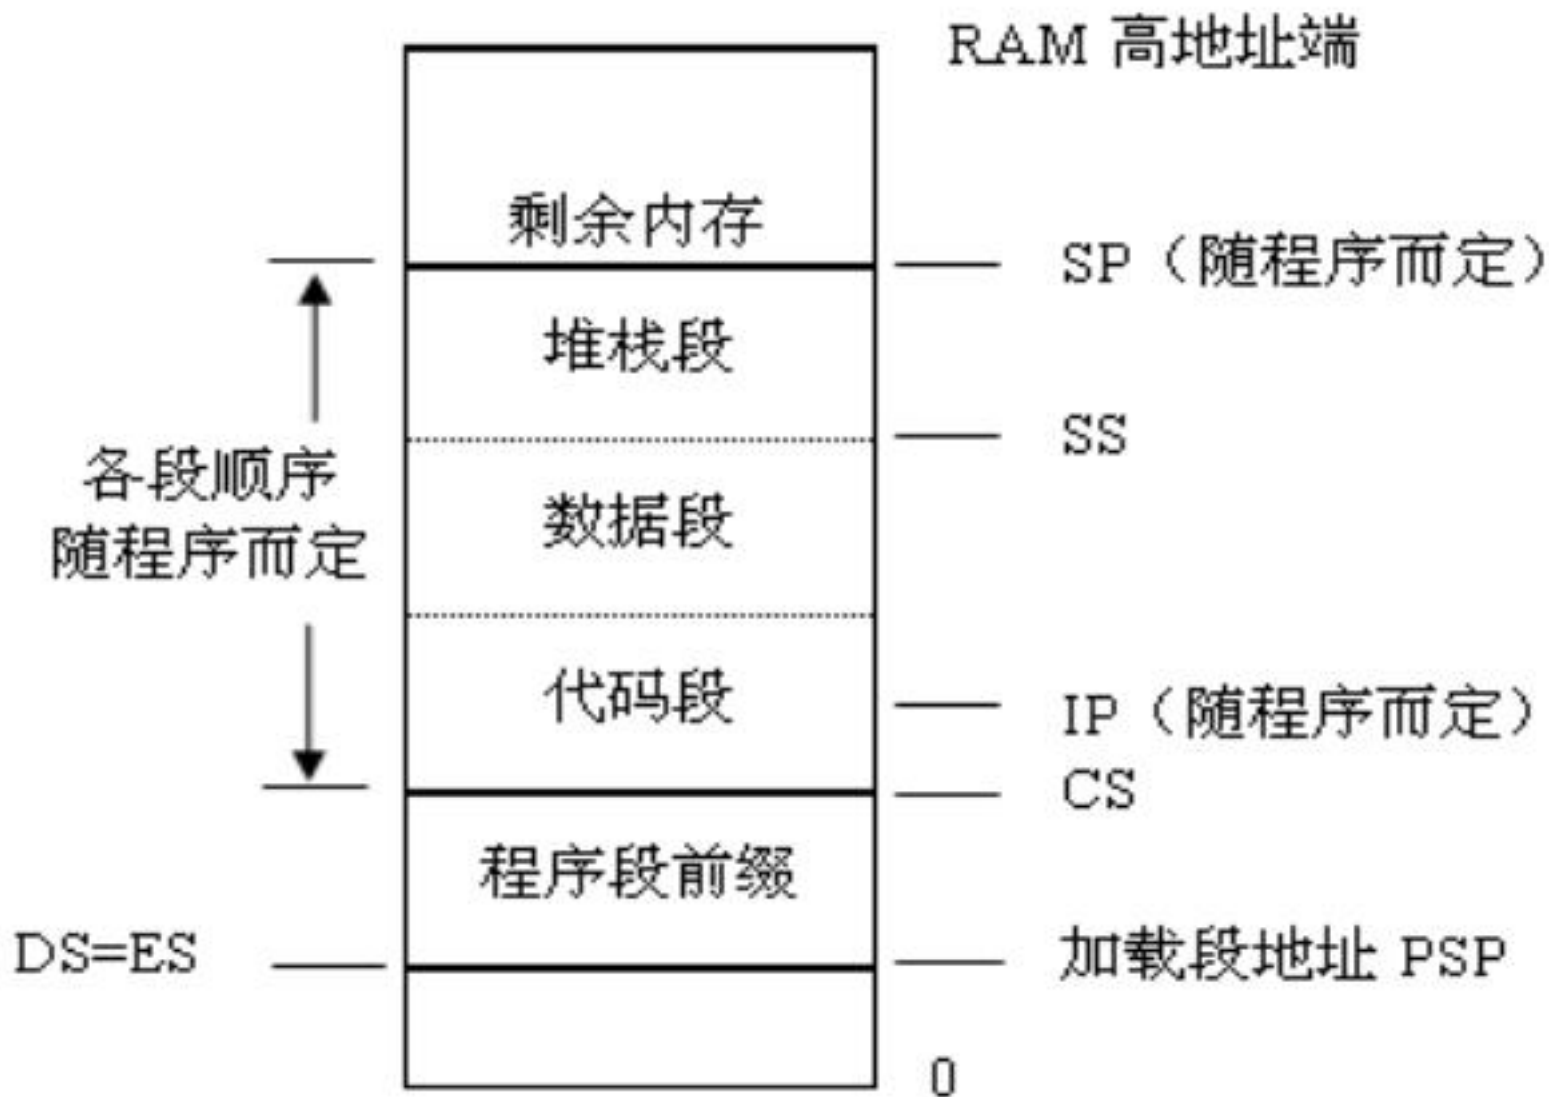 RAM 高地址端
剩余内存
SP（随程序而定）
堆栈段
SS
各段顺序
随程序而定
数据段
代码段
IP（随程序而定）
CS
程序段前缀
DS=ES
加载段地址 PSP
0